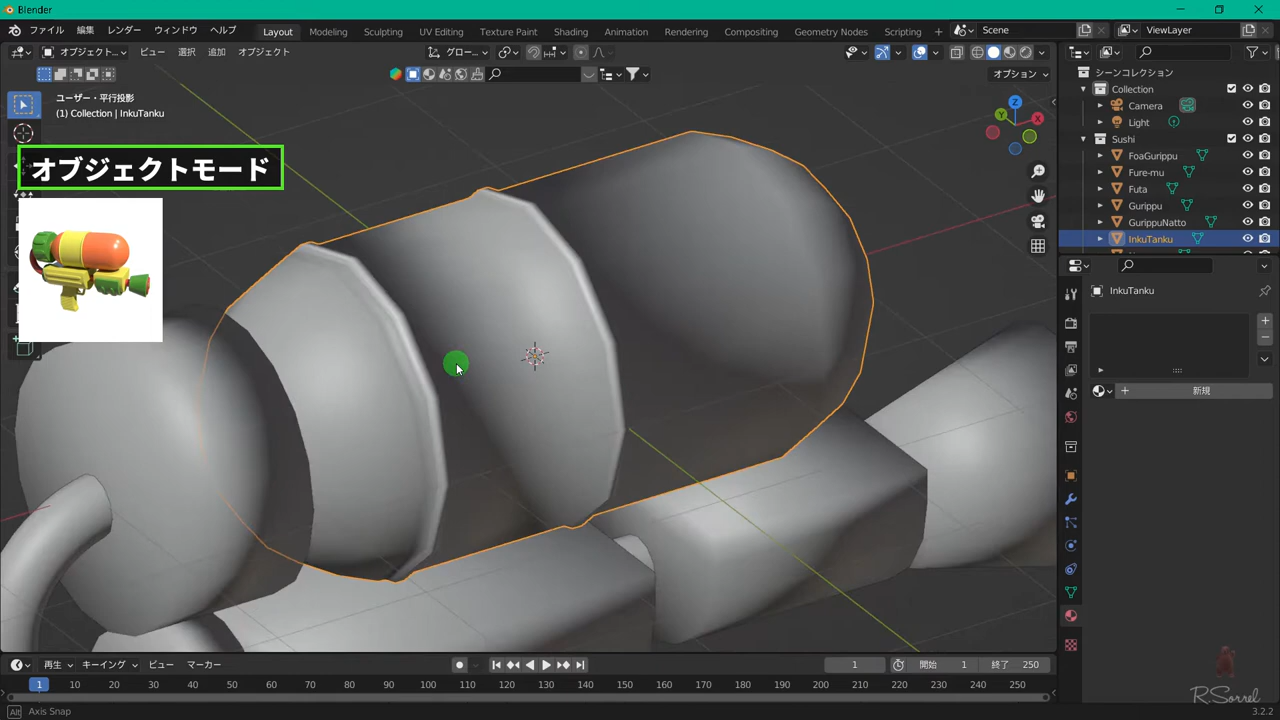 Blender
ファイル 編集 レンダー ウィンドウ ヘルプ Layout Modeling Sculpting UV Editing Texture Paint Shading Animation Rendering Compositing Geometry Nodes Scripting + Scene ViewLayer
オブジェクト... ビュー 選択 追加 オブジェクト グロー...
オプション
シーンコレクション
Collection
Camera
Light
Sushi
FoaGurippu
Fure-mu
Futa
Gurippu
GurippuNatto
InkuTanku
ユーザー・平行投影
(1) Collection | InkuTanku
オブジェクトモード
Z
Y
X
InkuTanku
新規
再生 キーイング ビュー マーカー 1 開始 1 終了 250
1 10 20 30 40 50 60 70 80 90 100 110 120 130 140 150 160 170 180 190 200 210 220 230 240 250
Alt Axis Snap
R.Sorrel
3.2.2